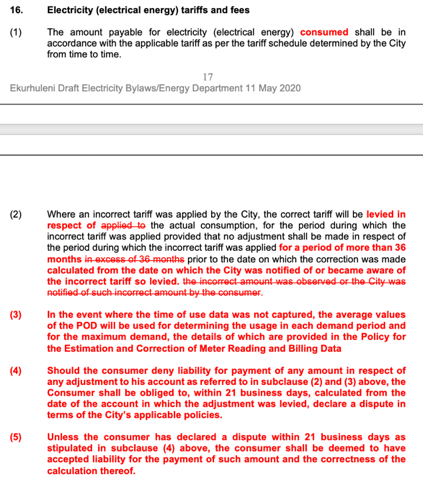 16. Electricity (electrical energy) tariffs and fees
(1) The amount payable for electricity (electrical energy) consumed shall be in
accordance with the applicable tariff as per the tariff schedule determined by the City
from time to time.
17
Ekurhuleni Draft Electricity Bylaws/Energy Department 11 May 2020
(2) Where an incorrect tariff was applied by the City, the correct tariff will be levied in
respect of applied to the actual consumption, for the period during which the
incorrect tariff was applied provided that no adjustment shall be made in respect of
the period during which the incorrect tariff was applied for a period of more than 36
months in excess of 36 months prior to the date on which the correction was made
calculated from the date on which the City was notified of or became aware of
the incorrect tariff so levied. the incorrect amount was observed or the City was
notified of such incorrect amount by the consumer.
(3) In the event where the time of use data was not captured, the average values
of the POD will be used for determining the usage in each demand period and
for the maximum demand, the details of which are provided in the Policy for
the Estimation and Correction of Meter Reading and Billing Data
(4) Should the consumer deny liability for payment of any amount in respect of
any adjustment to his account as referred to in subclause (2) and (3) above, the
Consumer shall be obliged to, within 21 business days, calculated from the
date of the account in which the adjustment was levied, declare a dispute in
terms of the City's applicable policies.
(5) Unless the consumer has declared a dispute within 21 business days as
stipulated in subclause (4) above, the consumer shall be deemed to have
accepted liability for the payment of such amount and the correctness of the
calculation thereof.